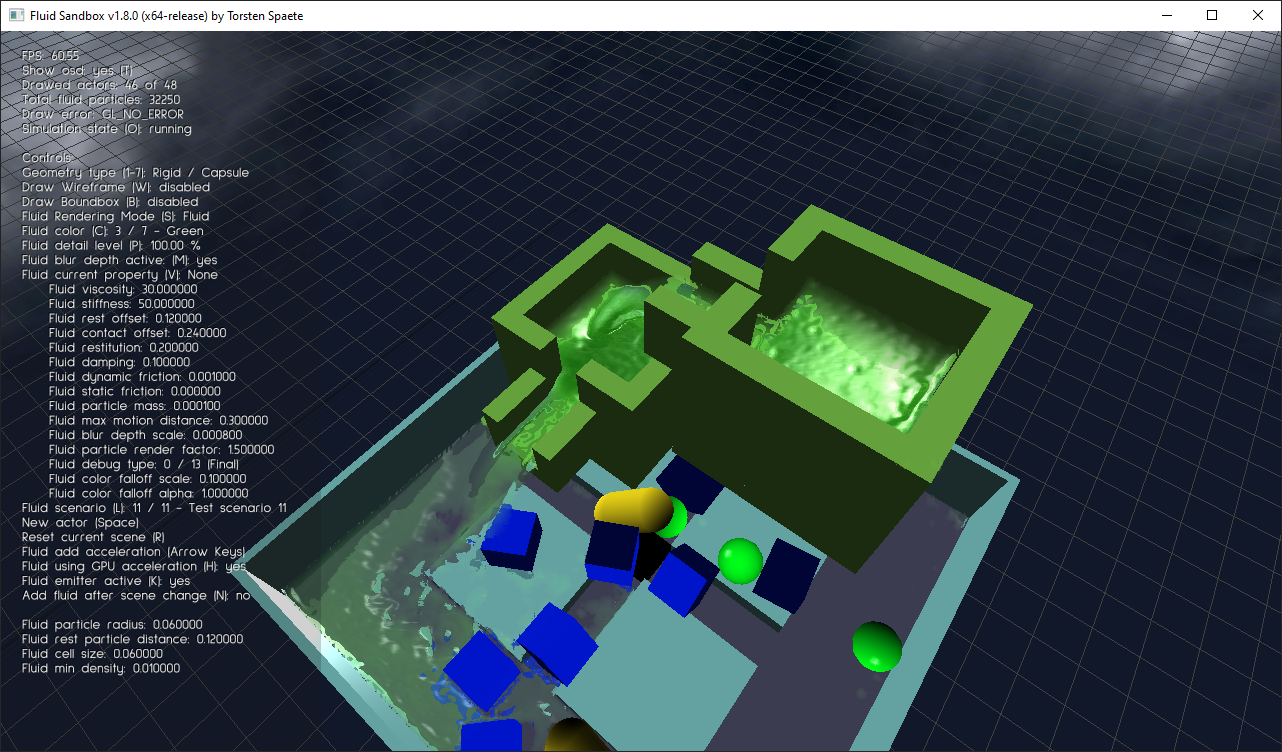 Fluid Sandbox v1.8.0 (x64-release) by Torsten Spaete
FPS: 60.55
Show osd: yes (T)
Drawed actors: 46 of 48
Total fluid particles: 32250
Draw error: GL_NO_ERROR
Simulation state (O): running
Controls:
Geometry type (1-7): Rigid / Capsule
Draw Wireframe (W): disabled
Draw Boundbox (B): disabled
Fluid Rendering Mode (S): Fluid
Fluid color (C): 3 / 7 - Green
Fluid detail level (P): 100.00 %
Fluid blur depth active: (M): yes
Fluid current property (V): None
Fluid viscosity: 30.000000
Fluid stiffness: 50.000000
Fluid rest offset: 0.120000
Fluid contact offset: 0.240000
Fluid restitution: 0.200000
Fluid damping: 0.100000
Fluid dynamic friction: 0.001000
Fluid static friction: 0.000000
Fluid particle mass: 0.000100
Fluid max motion distance: 0.300000
Fluid blur depth scale: 0.000800
Fluid particle render factor: 1.500000
Fluid debug type: 0 / 13 (Final)
Fluid color falloff scale: 0.100000
Fluid color falloff alpha: 1.000000
Fluid scenario (L): 11 / 11 - Test scenario 11
New actor (Space)
Reset current scene (R)
Fluid add acceleration (Arrow Keys)
Fluid using GPU acceleration (H): yes
Fluid emitter active (K): yes
Add fluid after scene change (N): no
Fluid particle radius: 0.060000
Fluid rest particle distance: 0.120000
Fluid cell size: 0.060000
Fluid min density: 0.010000